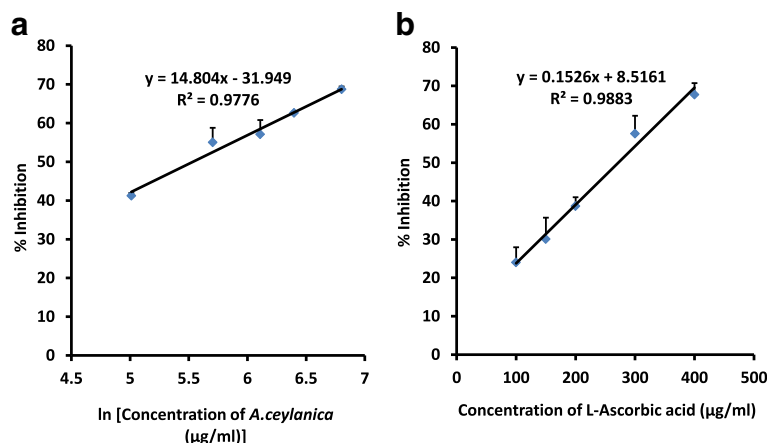 a
80
70
60
50
40
30
20
10
0
% Inhibition
y = 14.804x - 31.949
R² = 0.9776
4.5 5 5.5 6 6.5 7
ln [Concentration of A.ceylanica
(µg/ml)]
b
80
70
60
50
40
30
20
10
0
% Inhibition
y = 0.1526x + 8.5161
R² = 0.9883
0 100 200 300 400 500
Concentration of L-Ascorbic acid (µg/ml)